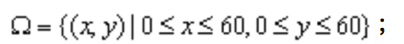 Ω = {(x, y) | 0 ≤ x ≤ 60, 0 ≤ y ≤ 60}；